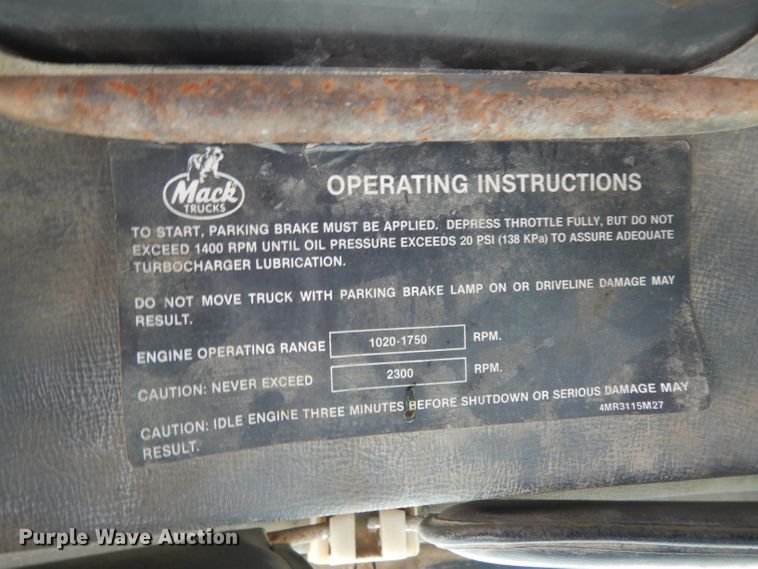 Mack
TRUCKS
OPERATING INSTRUCTIONS
TO START, PARKING BRAKE MUST BE APPLIED. DEPRESS THROTTLE FULLY, BUT DO NOT
EXCEED 1400 RPM UNTIL OIL PRESSURE EXCEEDS 20 PSI (138 KPa) TO ASSURE ADEQUATE
TURBOCHARGER LUBRICATION.
DO NOT MOVE TRUCK WITH PARKING BRAKE LAMP ON OR DRIVELINE DAMAGE MAY
RESULT.
ENGINE OPERATING RANGE 1020-1750 RPM.
CAUTION: NEVER EXCEED 2300 RPM.
CAUTION: IDLE ENGINE THREE MINUTES BEFORE SHUTDOWN OR SERIOUS DAMAGE MAY
RESULT.
4MR3115M27
Purple Wave Auction